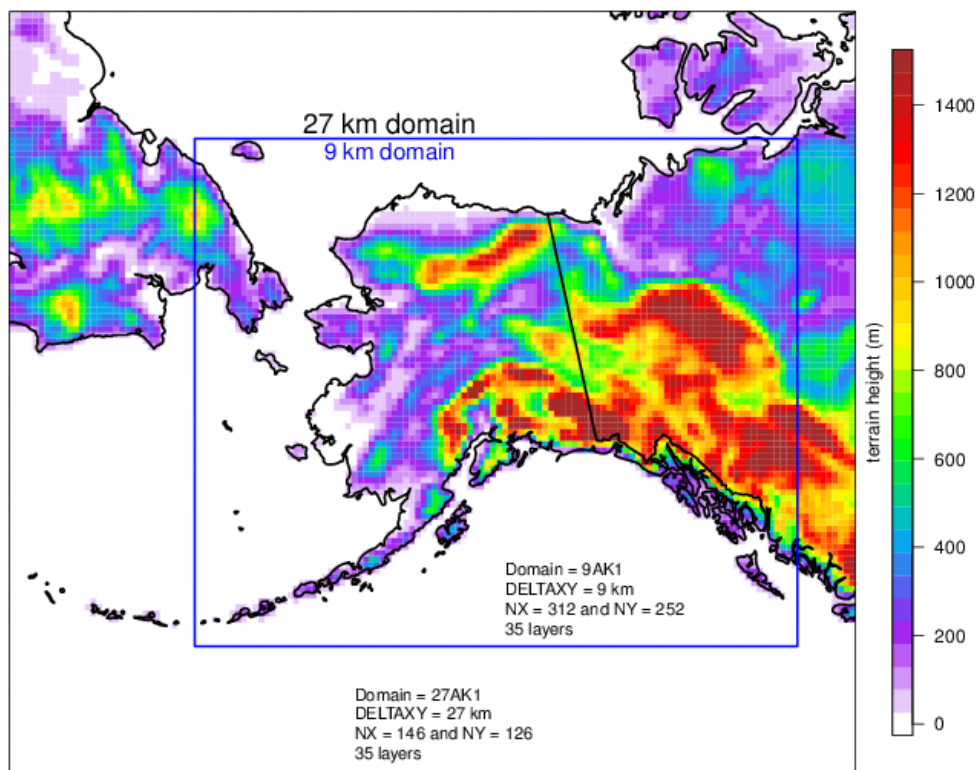 27 km domain
9 km domain
Domain = 9AK1
DELTAXY = 9 km
NX = 312 and NY = 252
35 layers
Domain = 27AK1
DELTAXY = 27 km
NX = 146 and NY = 126
35 layers
terrain height (m)
1400
1200
1000
800
600
400
200
0